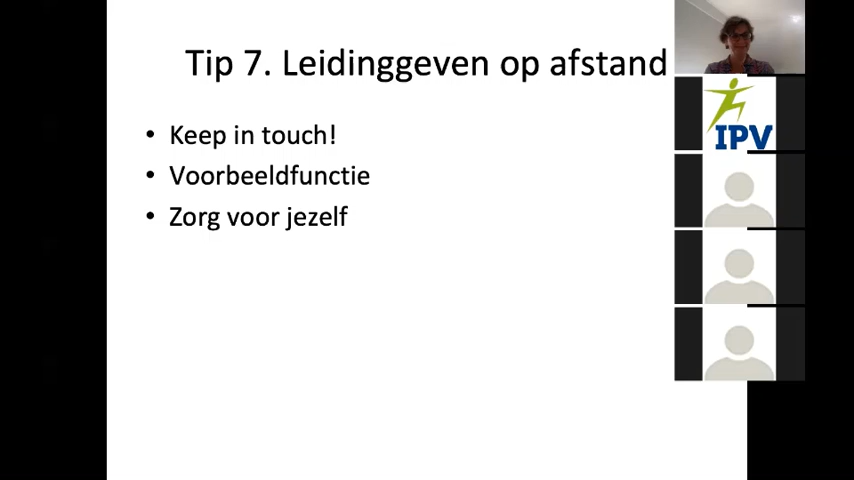 Tip 7. Leidinggeven op afstand
• Keep in touch!
• Voorbeeldfunctie
• Zorg voor jezelf
IPV